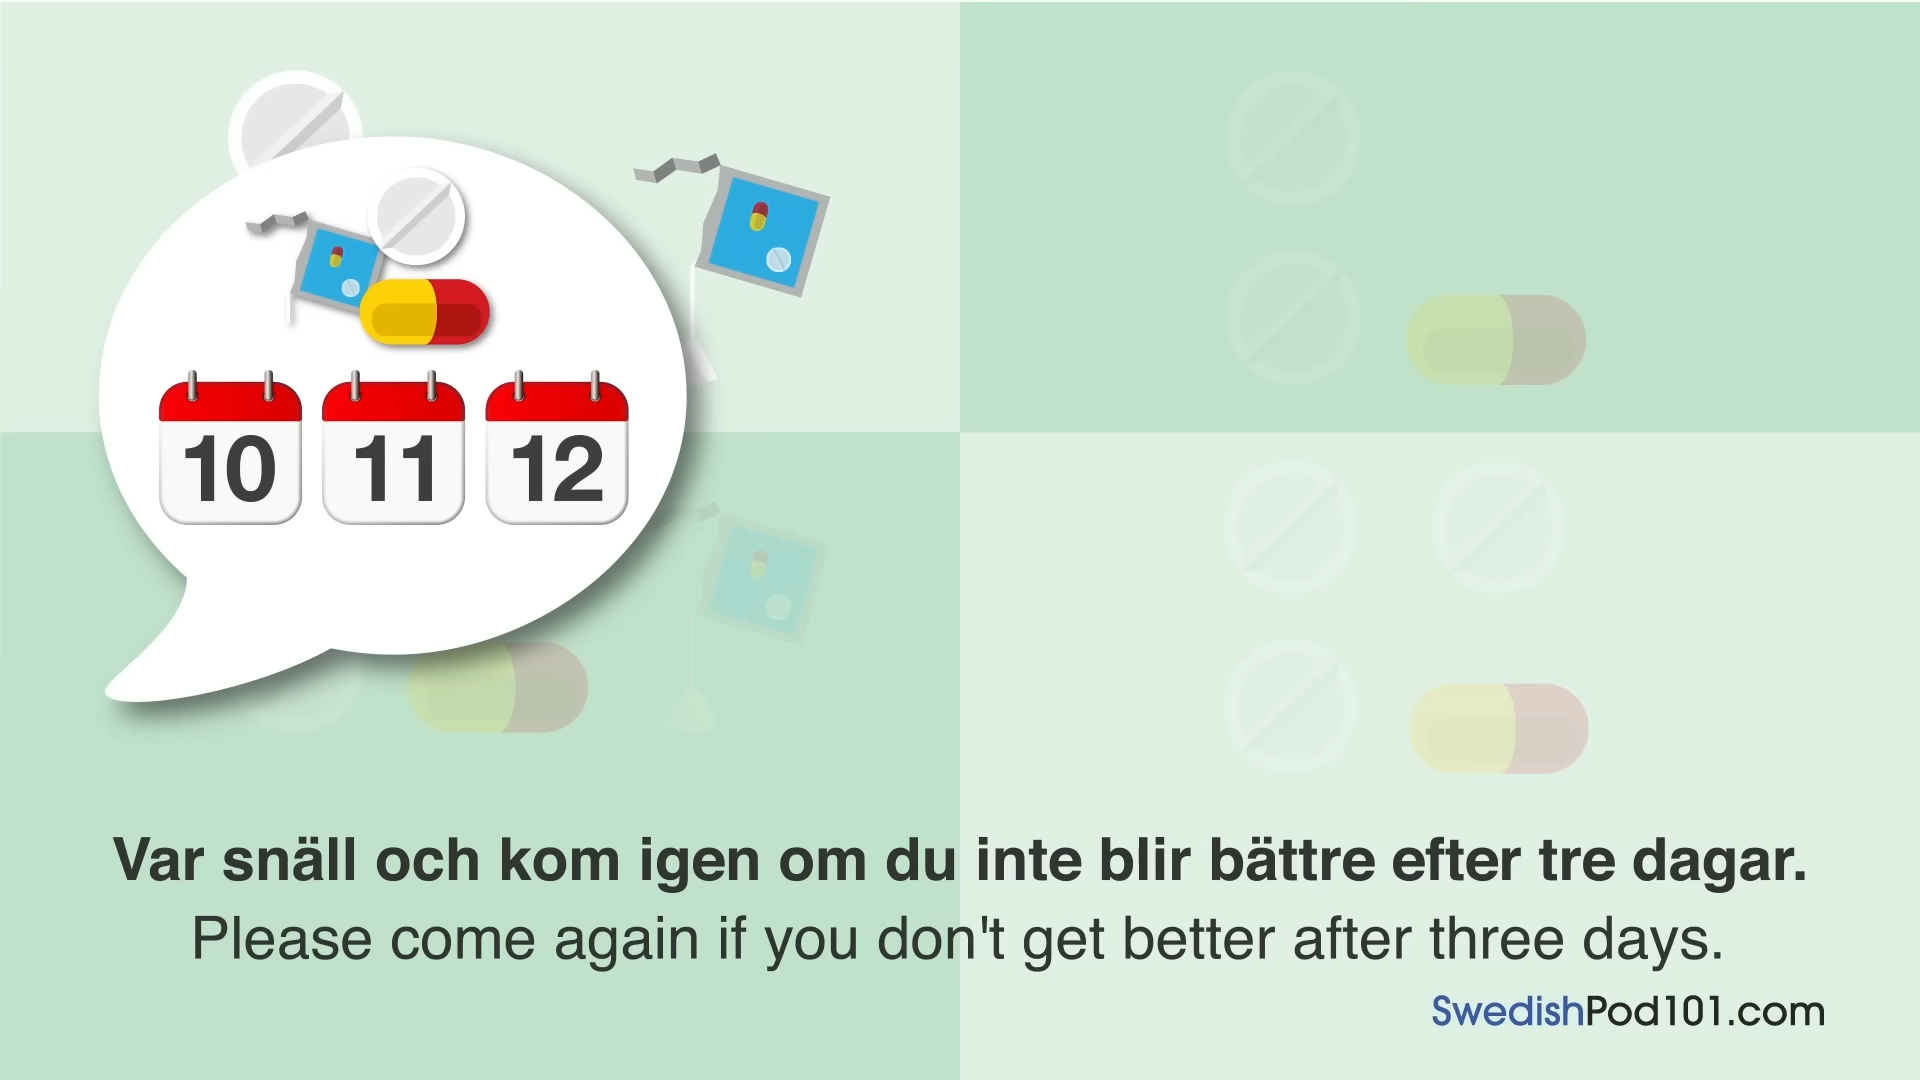 10 11 12
Var snäll och kom igen om du inte blir bättre efter tre dagar.
Please come again if you don't get better after three days.
SwedishPod101.com